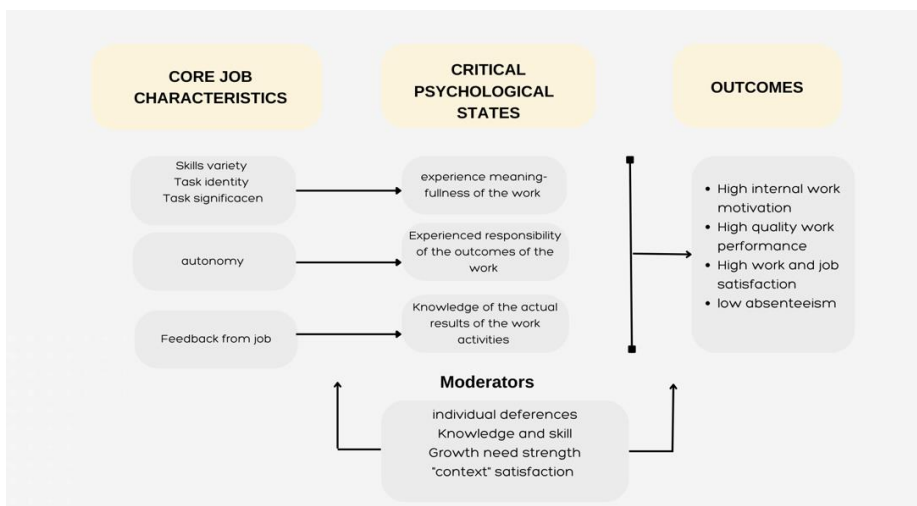 CORE JOB
CHARACTERISTICS
CRITICAL
PSYCHOLOGICAL
STATES
OUTCOMES
Skills variety
Task identity
Task significacen
experience meaning-
fullness of the work
autonomy
Experienced responsibility
of the outcomes of the
work
Feedback from job
Knowledge of the actual
results of the work
activities
• High internal work
motivation
• High quality work
performance
• High work and job
satisfaction
• low absenteeism
Moderators
individual deferences
Knowledge and skill
Growth need strength
"context" satisfaction